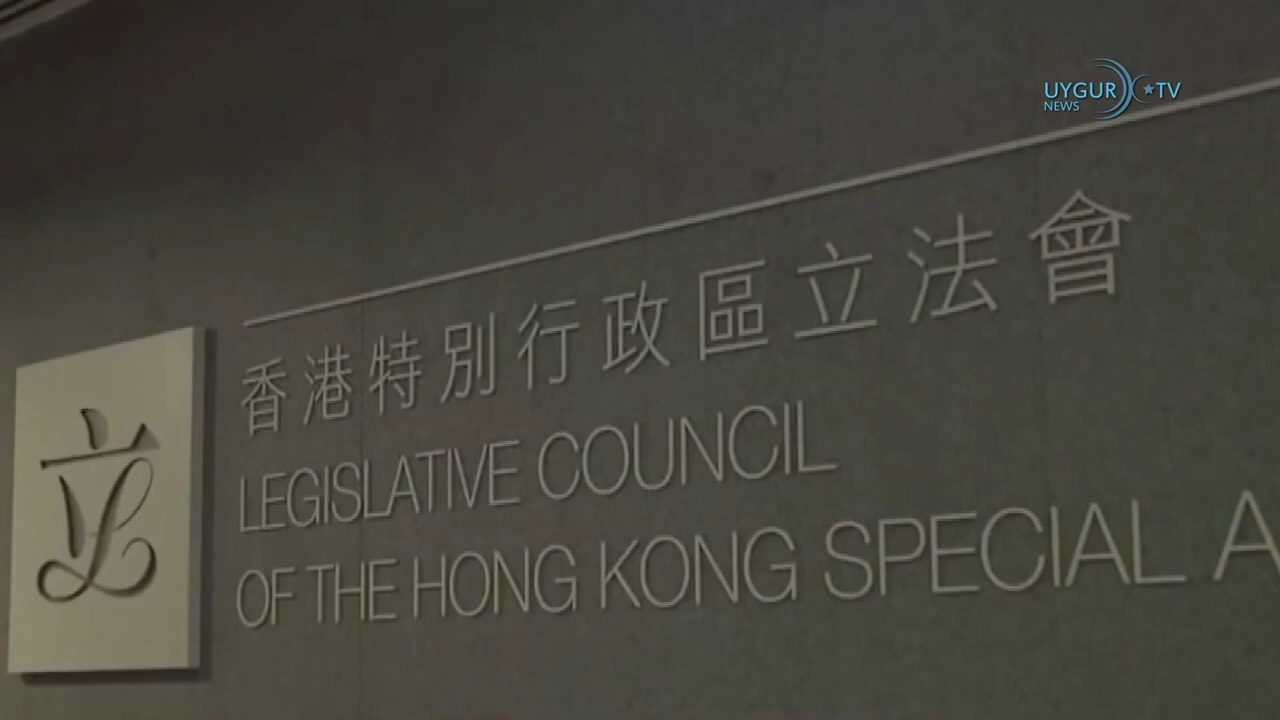 UYGUR TV
NEWS
香港特別行政區立法會
LEGISLATIVE COUNCIL
OF THE HONG KONG SPECIAL A